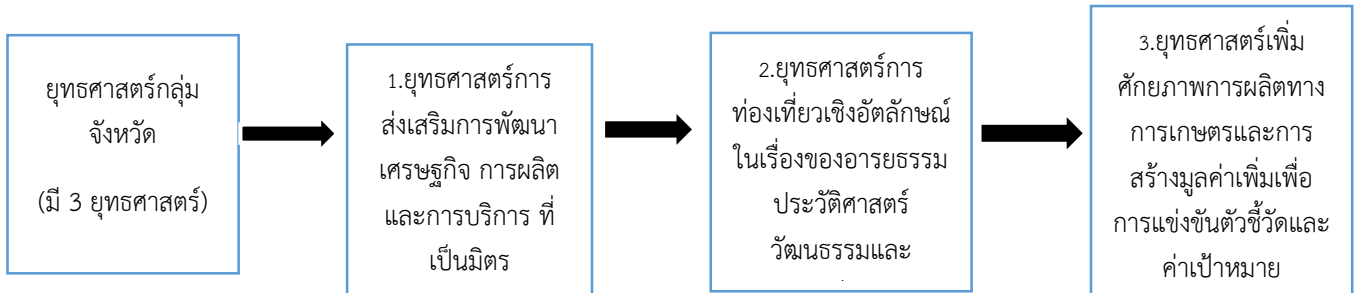 ยุทธศาสตร์กลุ่ม
จังหวัด
(มี 3 ยุทธศาสตร์)
1.ยุทธศาสตร์การ
ส่งเสริมการพัฒนา
เศรษฐกิจ การผลิต
และการบริการ ที่
เป็นมิตร
2.ยุทธศาสตร์การ
ท่องเที่ยวเชิงอัตลักษณ์
ในเรื่องของอารยธรรม
ประวัติศาสตร์
วัฒนธรรมและ
3.ยุทธศาสตร์เพิ่ม
ศักยภาพการผลิตทาง
การเกษตรและการ
สร้างมูลค่าเพิ่มเพื่อ
การแข่งขันตัวชี้วัดและ
ค่าเป้าหมาย